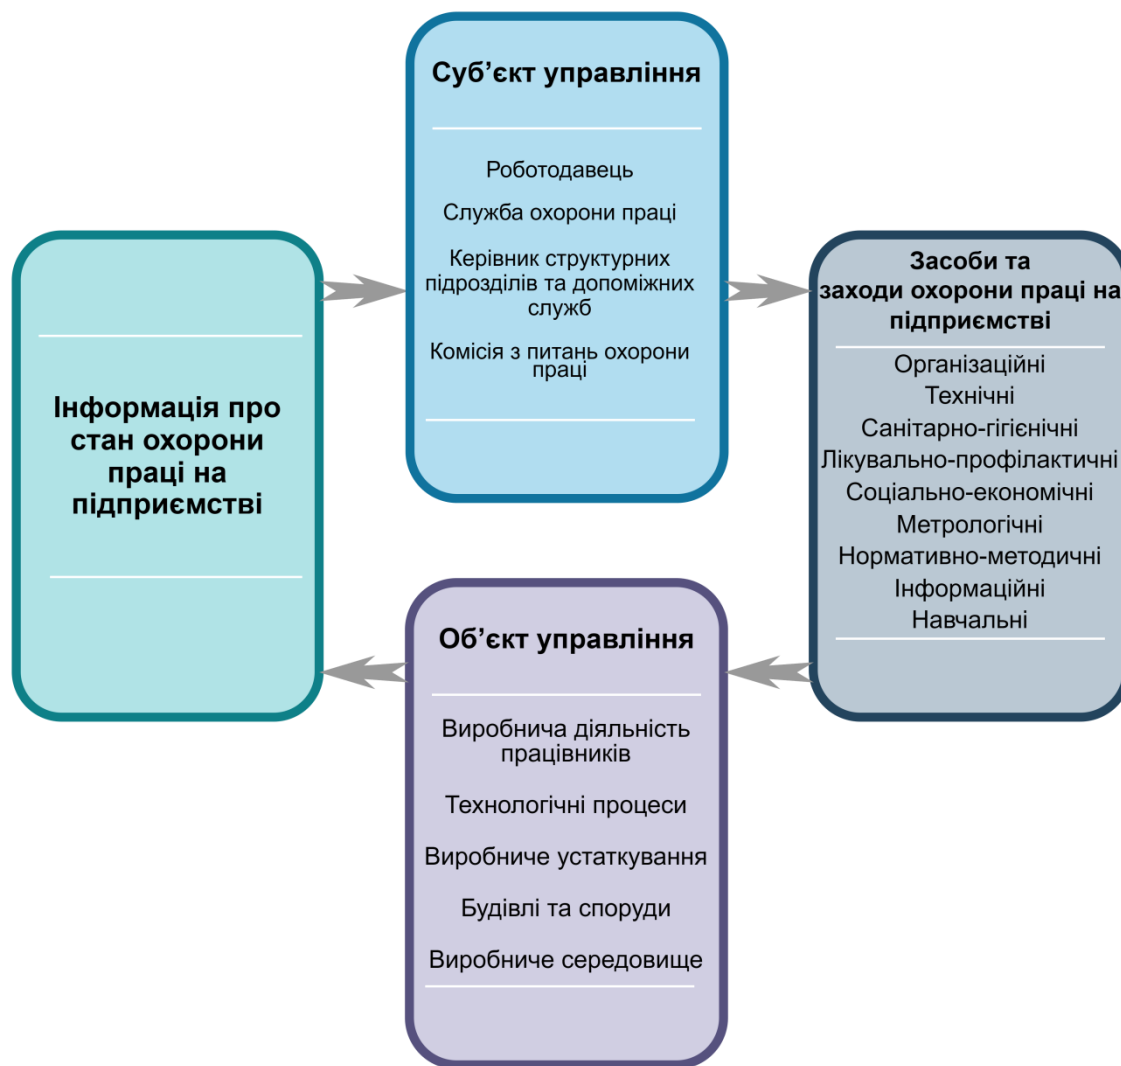 Суб’єкт управління
Роботодавець
Служба охорони праці
Керівник структурних
підрозділів та допоміжних
служб
Комісія з питань охорони
праці
Інформація про
стан охорони
праці на
підприємстві
Засоби та
заходи охорони праці на
підприємстві
Організаційні
Технічні
Санітарно-гігієнічні
Лікувально-профілактичні
Соціально-економічні
Метрологічні
Нормативно-методичні
Інформаційні
Навчальні
Об’єкт управління
Виробнича діяльність
працівників
Технологічні процеси
Виробниче устаткування
Будівлі та споруди
Виробниче середовище